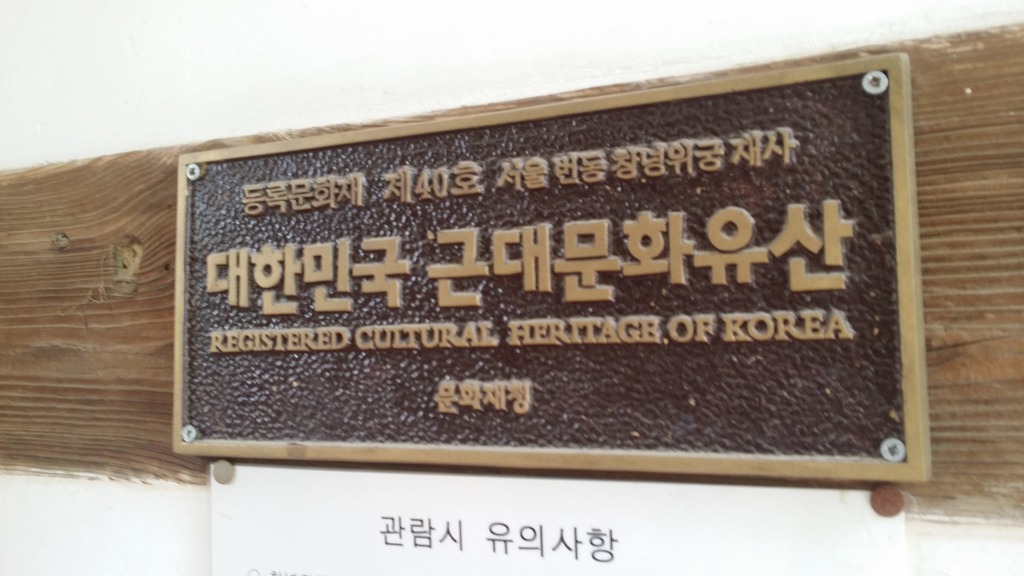 등록문화재 제40호 서울 번동 창녕위궁 재사
대한민국 근대문화유산
REGISTERED CULTURAL HERITAGE OF KOREA
문화재청
관람시 유의사항